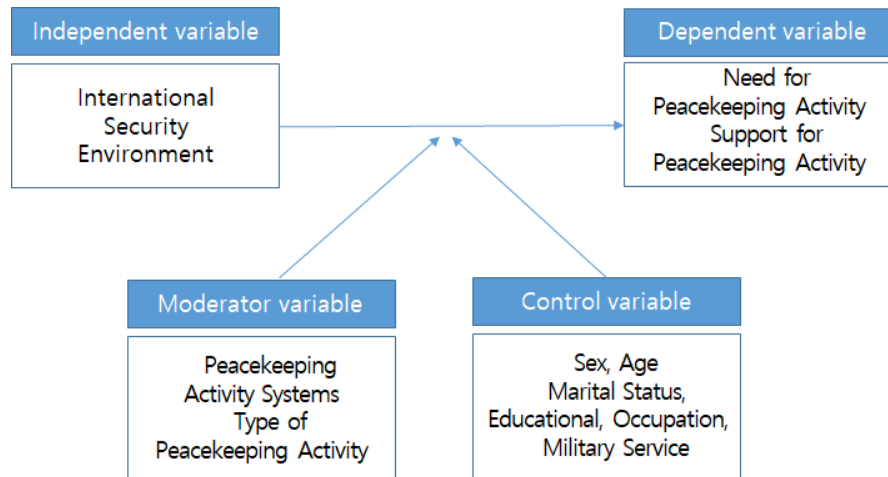 Independent variable
International
Security
Environment
Dependent variable
Need for
Peacekeeping Activity
Support for
Peacekeeping Activity
Moderator variable
Peacekeeping
Activity Systems
Type of
Peacekeeping Activity
Control variable
Sex, Age
Marital Status,
Educational, Occupation,
Military Service